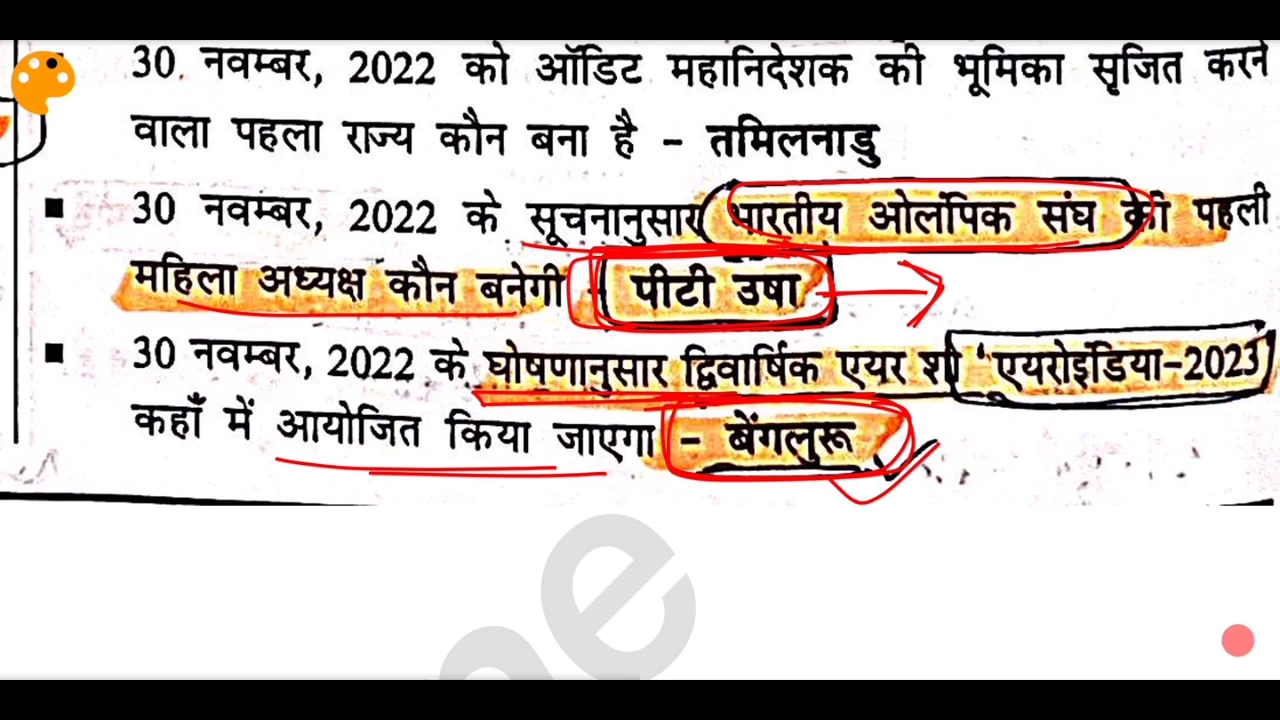 30 नवम्बर, 2022 को ऑडिट महानिदेशक की भूमिका सृजित करने
वाला पहला राज्य कौन बना है – तमिलनाडु
■ 30 नवम्बर, 2022 के सूचनानुसार भारतीय ओलंपिक संघ की पहली
महिला अध्यक्ष कौन बनेगी - पीटी उषा
■ 30 नवम्बर, 2022 के घोषणानुसार द्विवार्षिक एयर शो 'एयरोइंडिया-2023'
कहाँ में आयोजित किया जाएगा – बेंगलुरू
ne